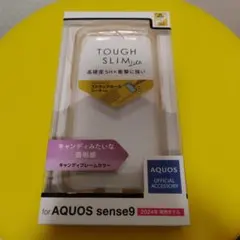 TOUGH
SLIM Lite
高硬度5Hの衝撃に強い
キャンディみたいな
透明感
キャンディフレームカラー
AQUOS
OFFICIAL
ACCESSORY
for AQUOS sense9
2024年 発売モデル